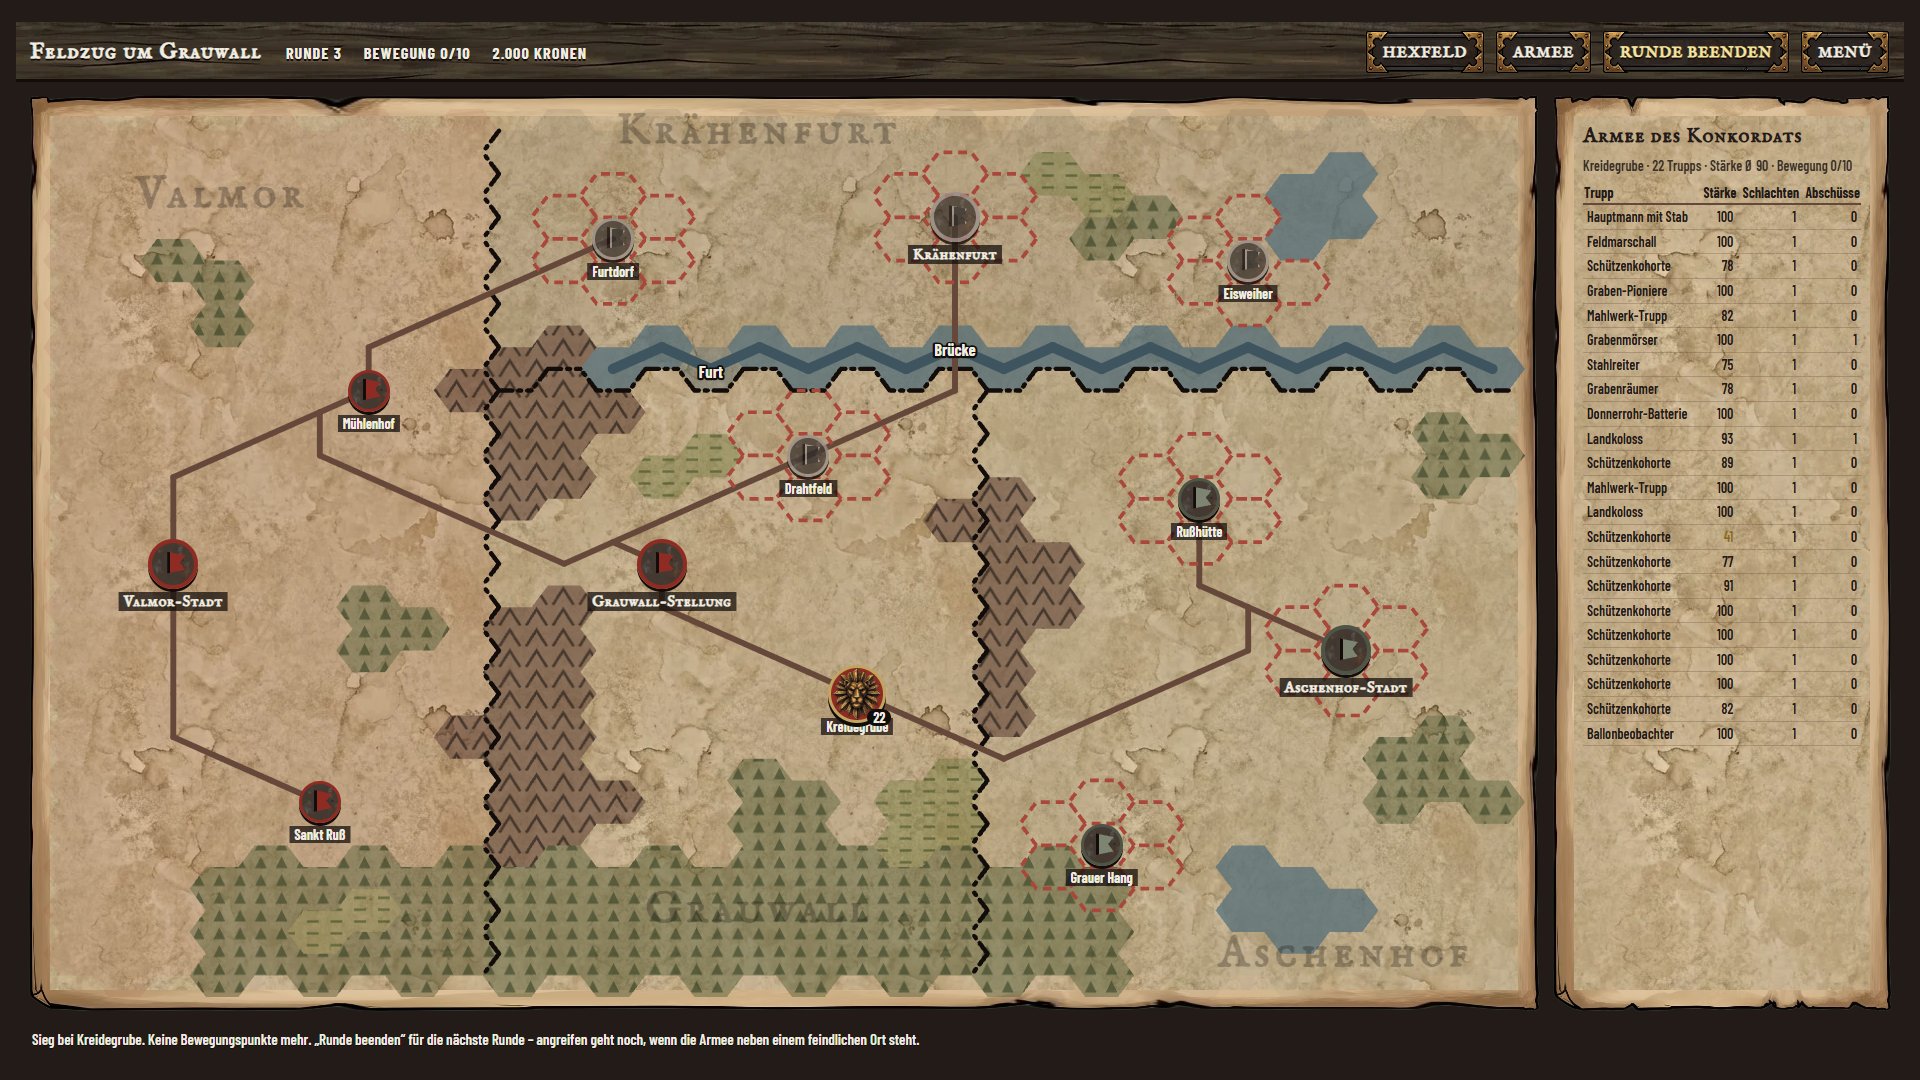 Feldzug um Grauwall RUNDE 3 BEWEGUNG 0/10 2.000 KRONEN HEXFELD ARMEE RUNDE BEENDEN MENÜ
Krähenfurt
Valmor
Furtdorf
Krähenfurt
Eisweiher
Brücke
Furt
Mühlenhof
Drahtfeld
Rußhütte
Valmor-Stadt
Grauwall-Stellung
Aschenhof-Stadt
22
Kreidegrube
Sankt Ruß
Grauer Hang
Grauwall
Aschenhof
Armee des Konkordats
Kreidegrube · 22 Trupps · Stärke Ø 90 · Bewegung 0/10
Trupp Stärke Schlachten Abschüsse
Hauptmann mit Stab 100 1 0
Feldmarschall 100 1 0
Schützenkohorte 78 1 0
Graben-Pioniere 100 1 0
Mahlwerk-Trupp 82 1 0
Grabenmörser 100 1 1
Stahlreiter 75 1 0
Grabenräumer 78 1 0
Donnerrohr-Batterie 100 1 0
Landkoloss 93 1 1
Schützenkohorte 89 1 0
Mahlwerk-Trupp 100 1 0
Landkoloss 100 1 0
Schützenkohorte 41 1 0
Schützenkohorte 77 1 0
Schützenkohorte 91 1 0
Schützenkohorte 100 1 0
Schützenkohorte 100 1 0
Schützenkohorte 100 1 0
Schützenkohorte 100 1 0
Schützenkohorte 82 1 0
Ballonbeobachter 100 1 0
Sieg bei Kreidegrube. Keine Bewegungspunkte mehr. „Runde beenden“ für die nächste Runde – angreifen geht noch, wenn die Armee neben einem feindlichen Ort steht.